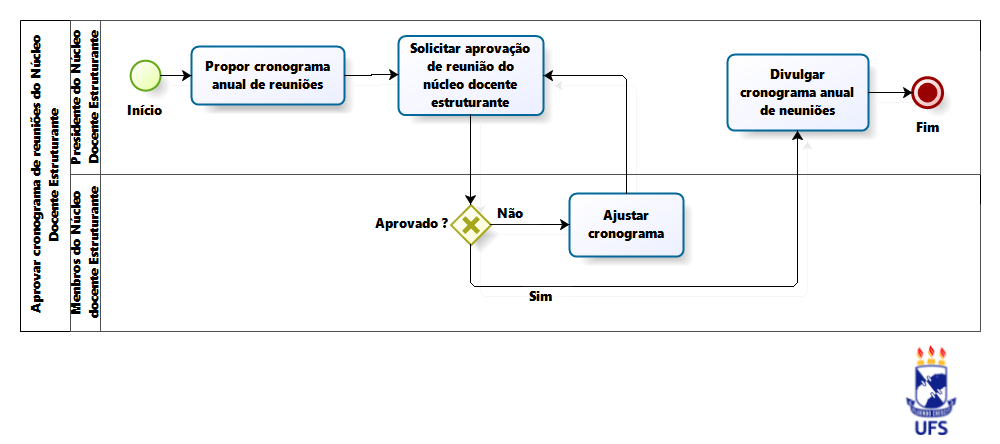 Aprovar cronograma de reuniões do Núcleo
Docente Estruturante
Presidente do Núcleo
Docente Estruturante
Menbros do Núcleo
docente Estruturante
Início
Propor cronograma
anual de reuniões
Solicitar aprovação
de reunião do
núcleo docente
estruturante
Divulgar
cronograma anual
de neuniões
Fim
Aprovado ?
Não
Ajustar
cronograma
Sim
UFS